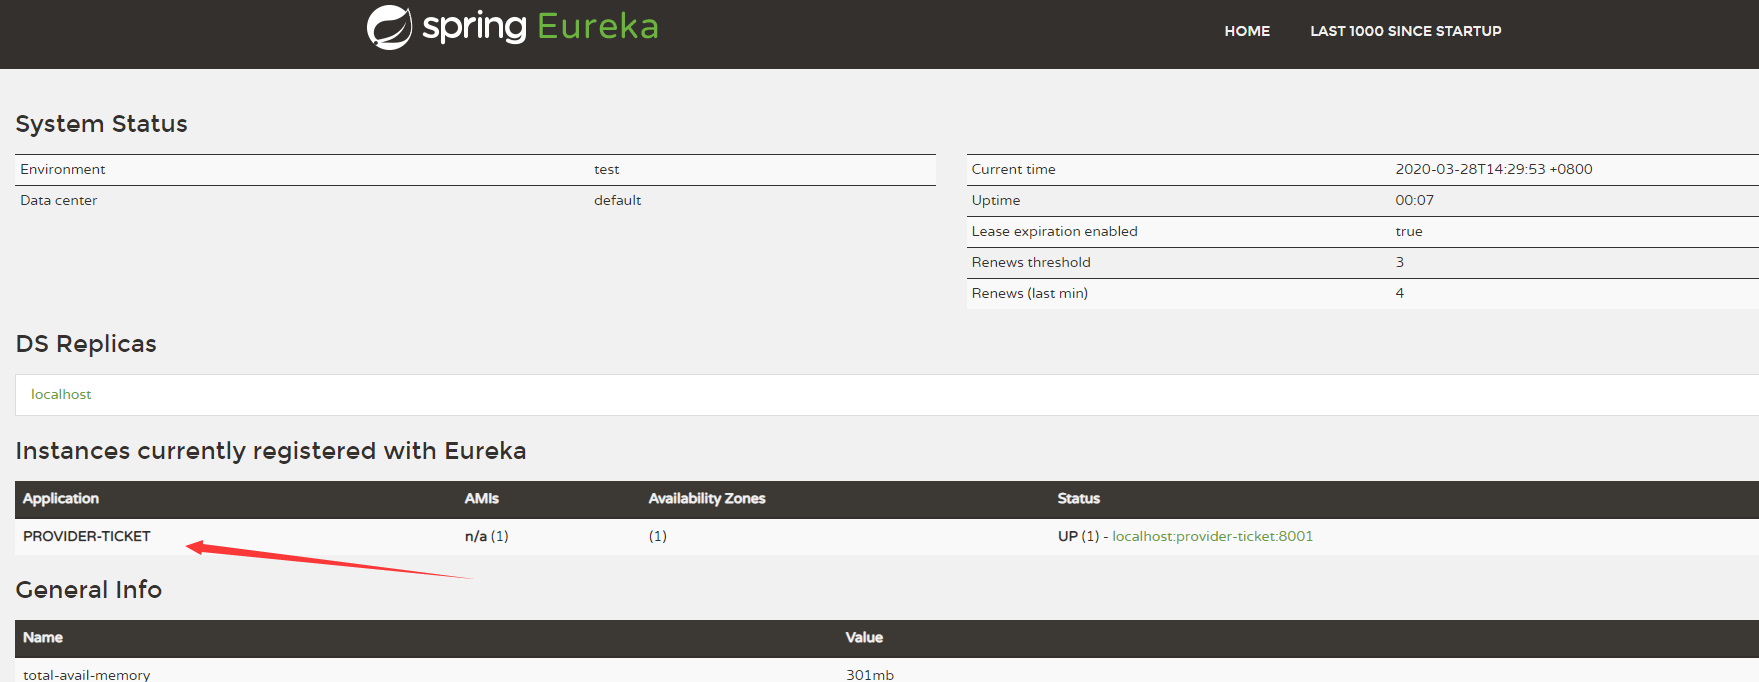 spring Eureka
HOME LAST 1000 SINCE STARTUP
System Status
Environment test
Data center default
Current time 2020-03-28T14:29:53 +0800
Uptime 00:07
Lease expiration enabled true
Renews threshold 3
Renews (last min) 4
DS Replicas
localhost
Instances currently registered with Eureka
Application AMIs Availability Zones Status
PROVIDER-TICKET n/a (1) (1) UP (1) - localhost:provider-ticket:8001
General Info
Name Value
total-avail-memory 301mb